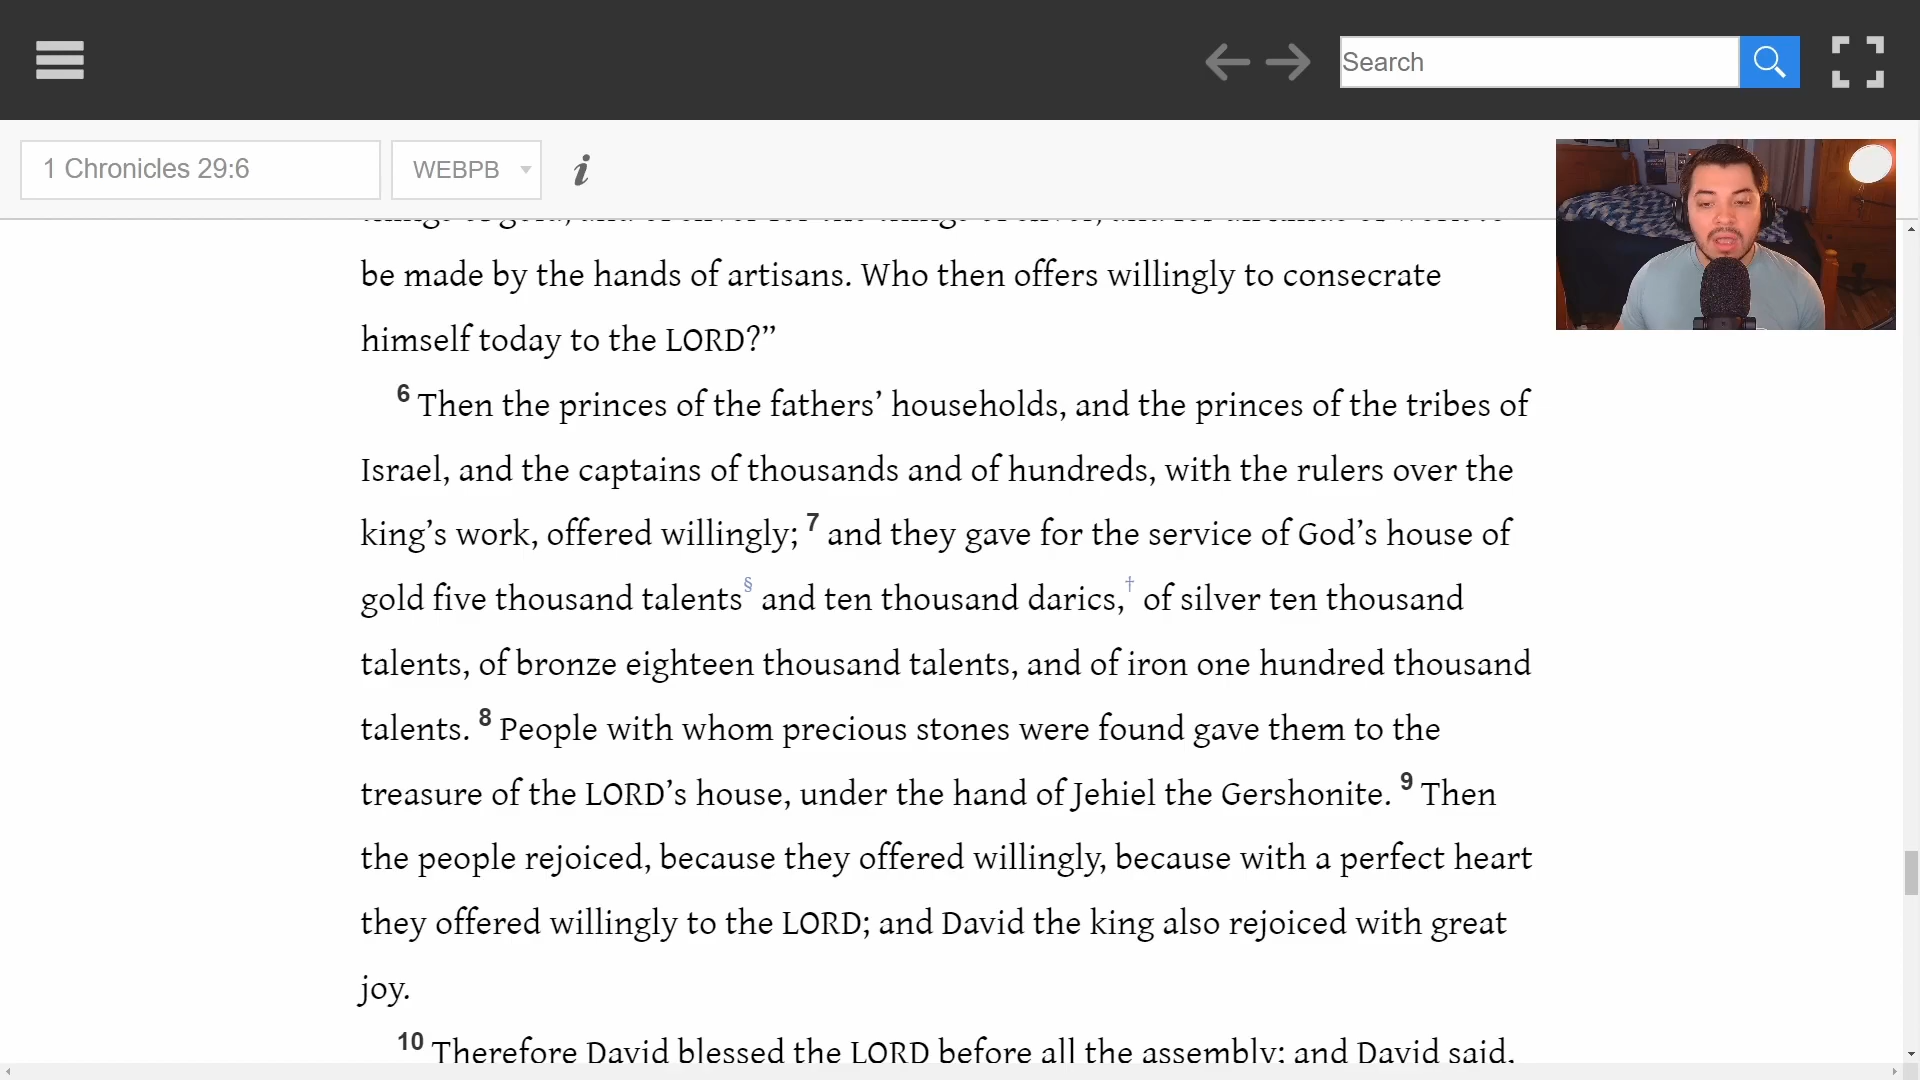 Search
1 Chronicles 29:6
WEBPB
be made by the hands of artisans. Who then offers willingly to consecrate
himself today to the LORD?”
6 Then the princes of the fathers’ households, and the princes of the tribes of
Israel, and the captains of thousands and of hundreds, with the rulers over the
king’s work, offered willingly; 7 and they gave for the service of God’s house of
gold five thousand talents§ and ten thousand darics,† of silver ten thousand
talents, of bronze eighteen thousand talents, and of iron one hundred thousand
talents. 8 People with whom precious stones were found gave them to the
treasure of the LORD’s house, under the hand of Jehiel the Gershonite. 9 Then
the people rejoiced, because they offered willingly, because with a perfect heart
they offered willingly to the LORD; and David the king also rejoiced with great
joy.
10 Therefore David blessed the LORD before all the assembly; and David said,